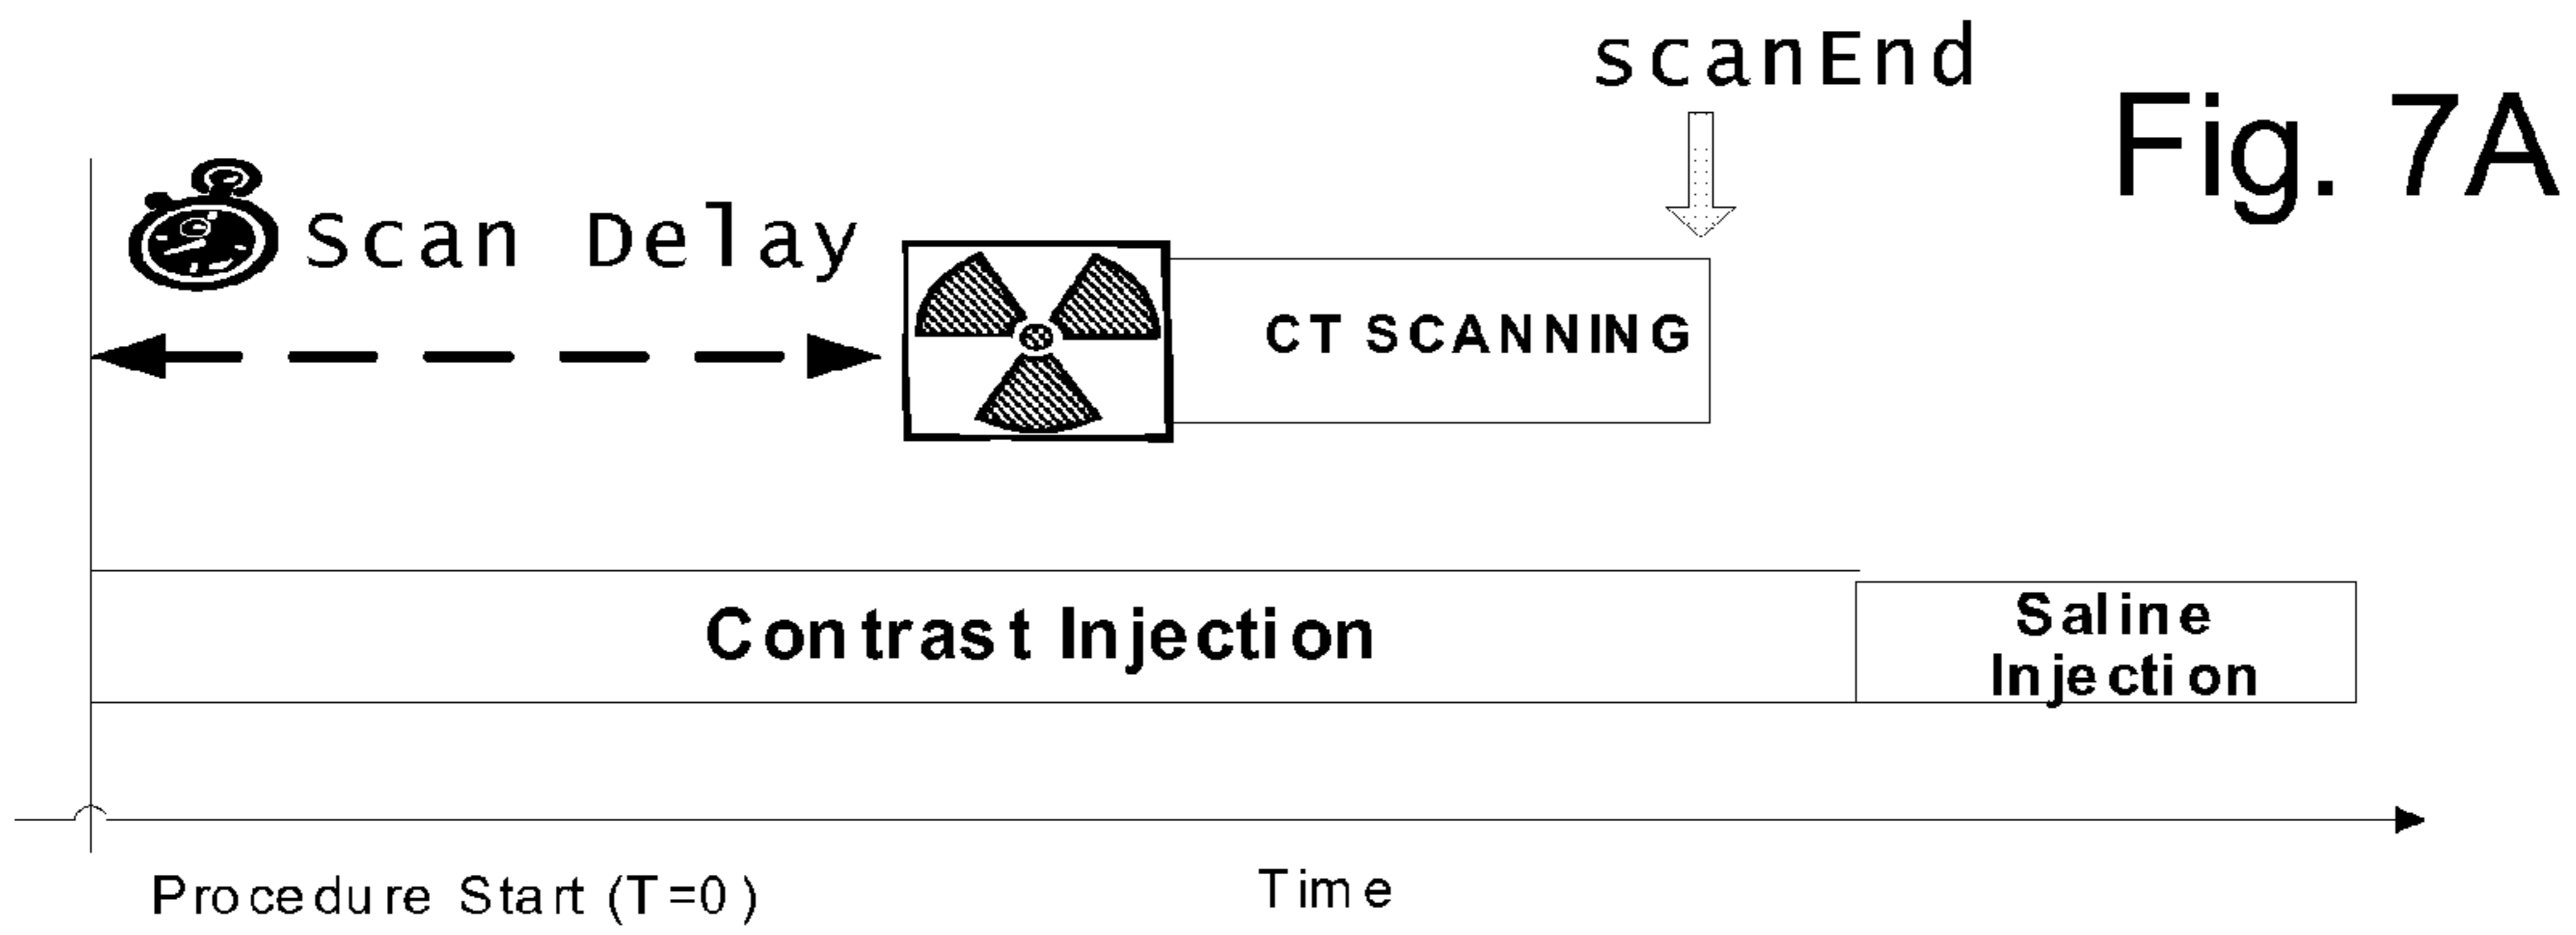 scanEnd
Fig. 7A
Scan Delay
CT SCANNING
Contrast Injection
Saline
Injection
Procedure Start (T=0)
Time